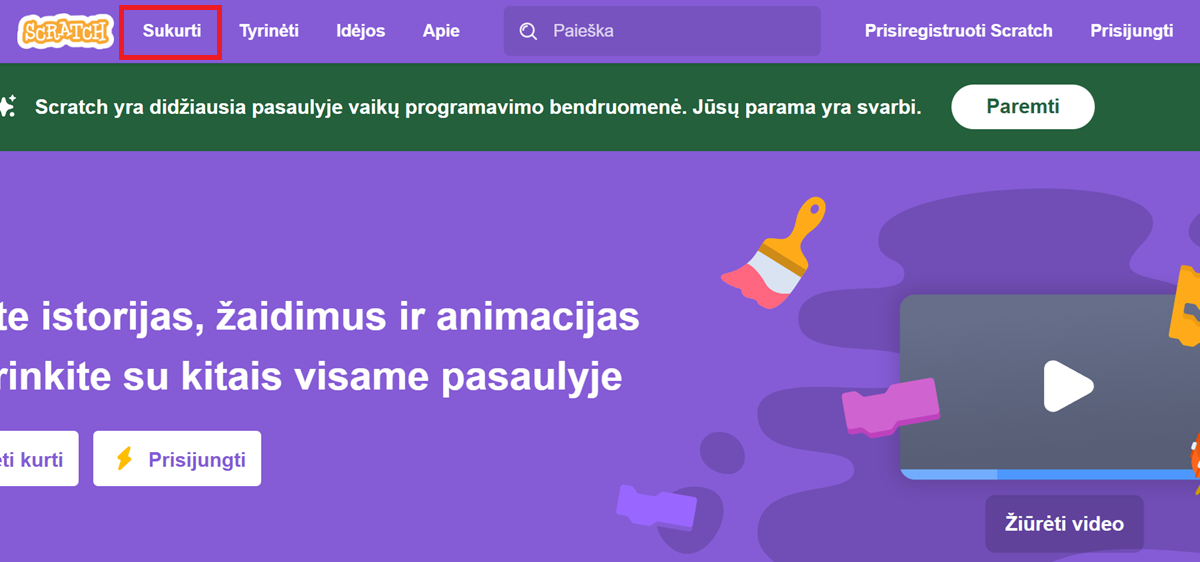 SCRATCH Sukurti Tyrinėti Idėjos Apie Paieška Prisiregistruoti Scratch Prisijungti
Scratch yra didžiausia pasaulyje vaikų programavimo bendruomenė. Jūsų parama yra svarbi. Paremti
te istorijas, žaidimus ir animacijas
rinkite su kitais visame pasaulyje
ti kurti Prisijungti
Žiūrėti video